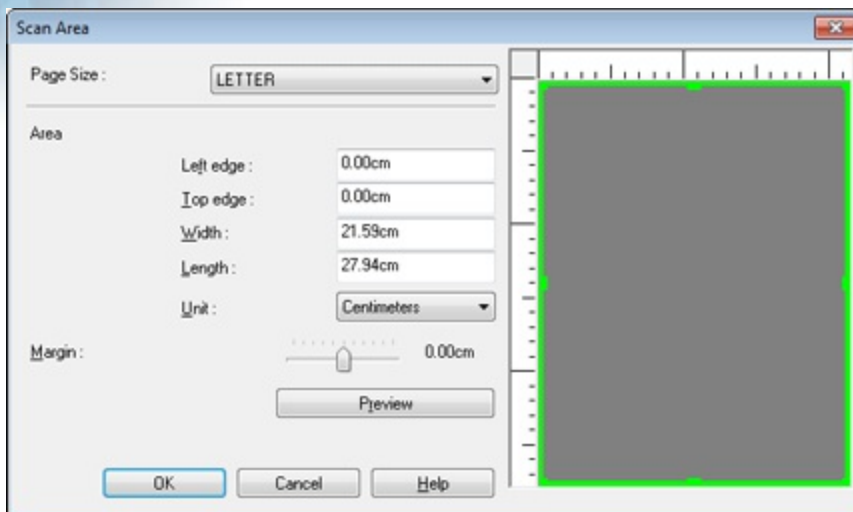 Scan Area
Page Size : LETTER
Area
Left edge : 0.00cm
Top edge : 0.00cm
Width : 21.59cm
Length : 27.94cm
Unit : Centimeters
Margin : 0.00cm
Preview
OK Cancel Help